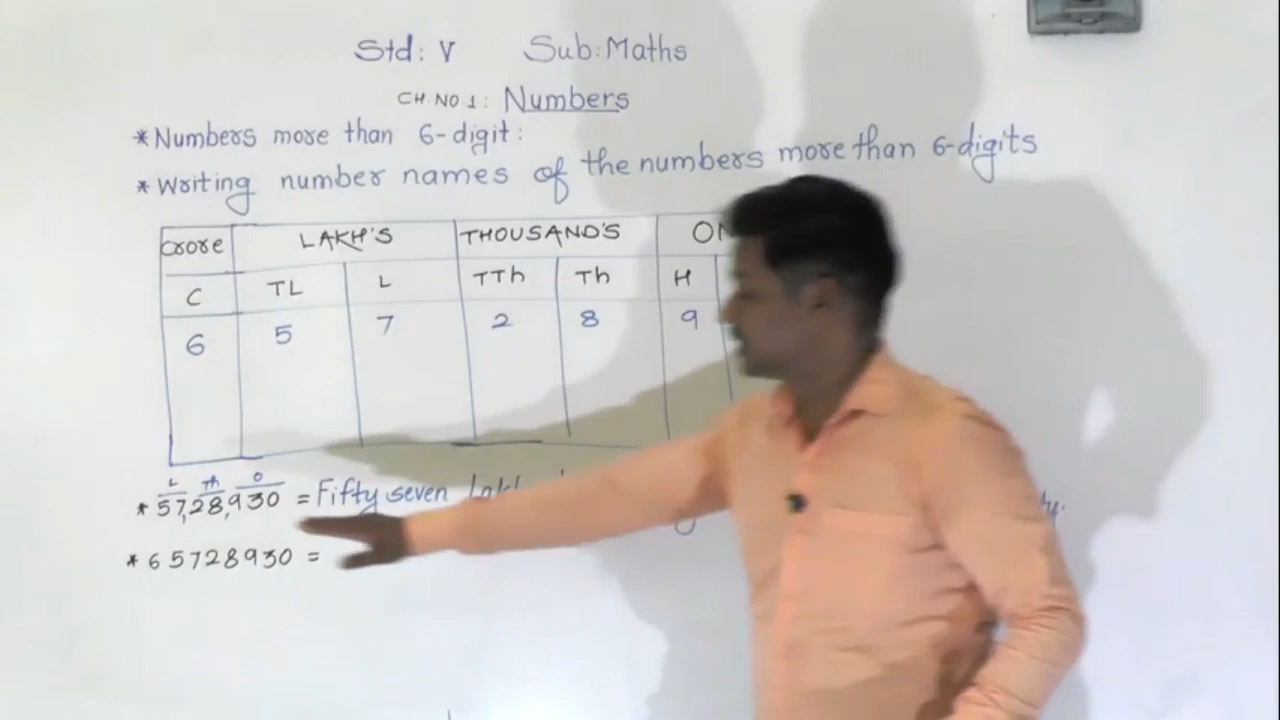 Std: V Sub: Maths
CH. NO 1: Numbers
*Numbers more than 6-digit:
*Writing number names of the numbers more than 6-digits
Crore LAKH'S THOUSAND'S
C TL L TTh Th H
6 5 7 2 8 9
L Th O
* 57,28,930 = Fifty seven
* 65728930 =